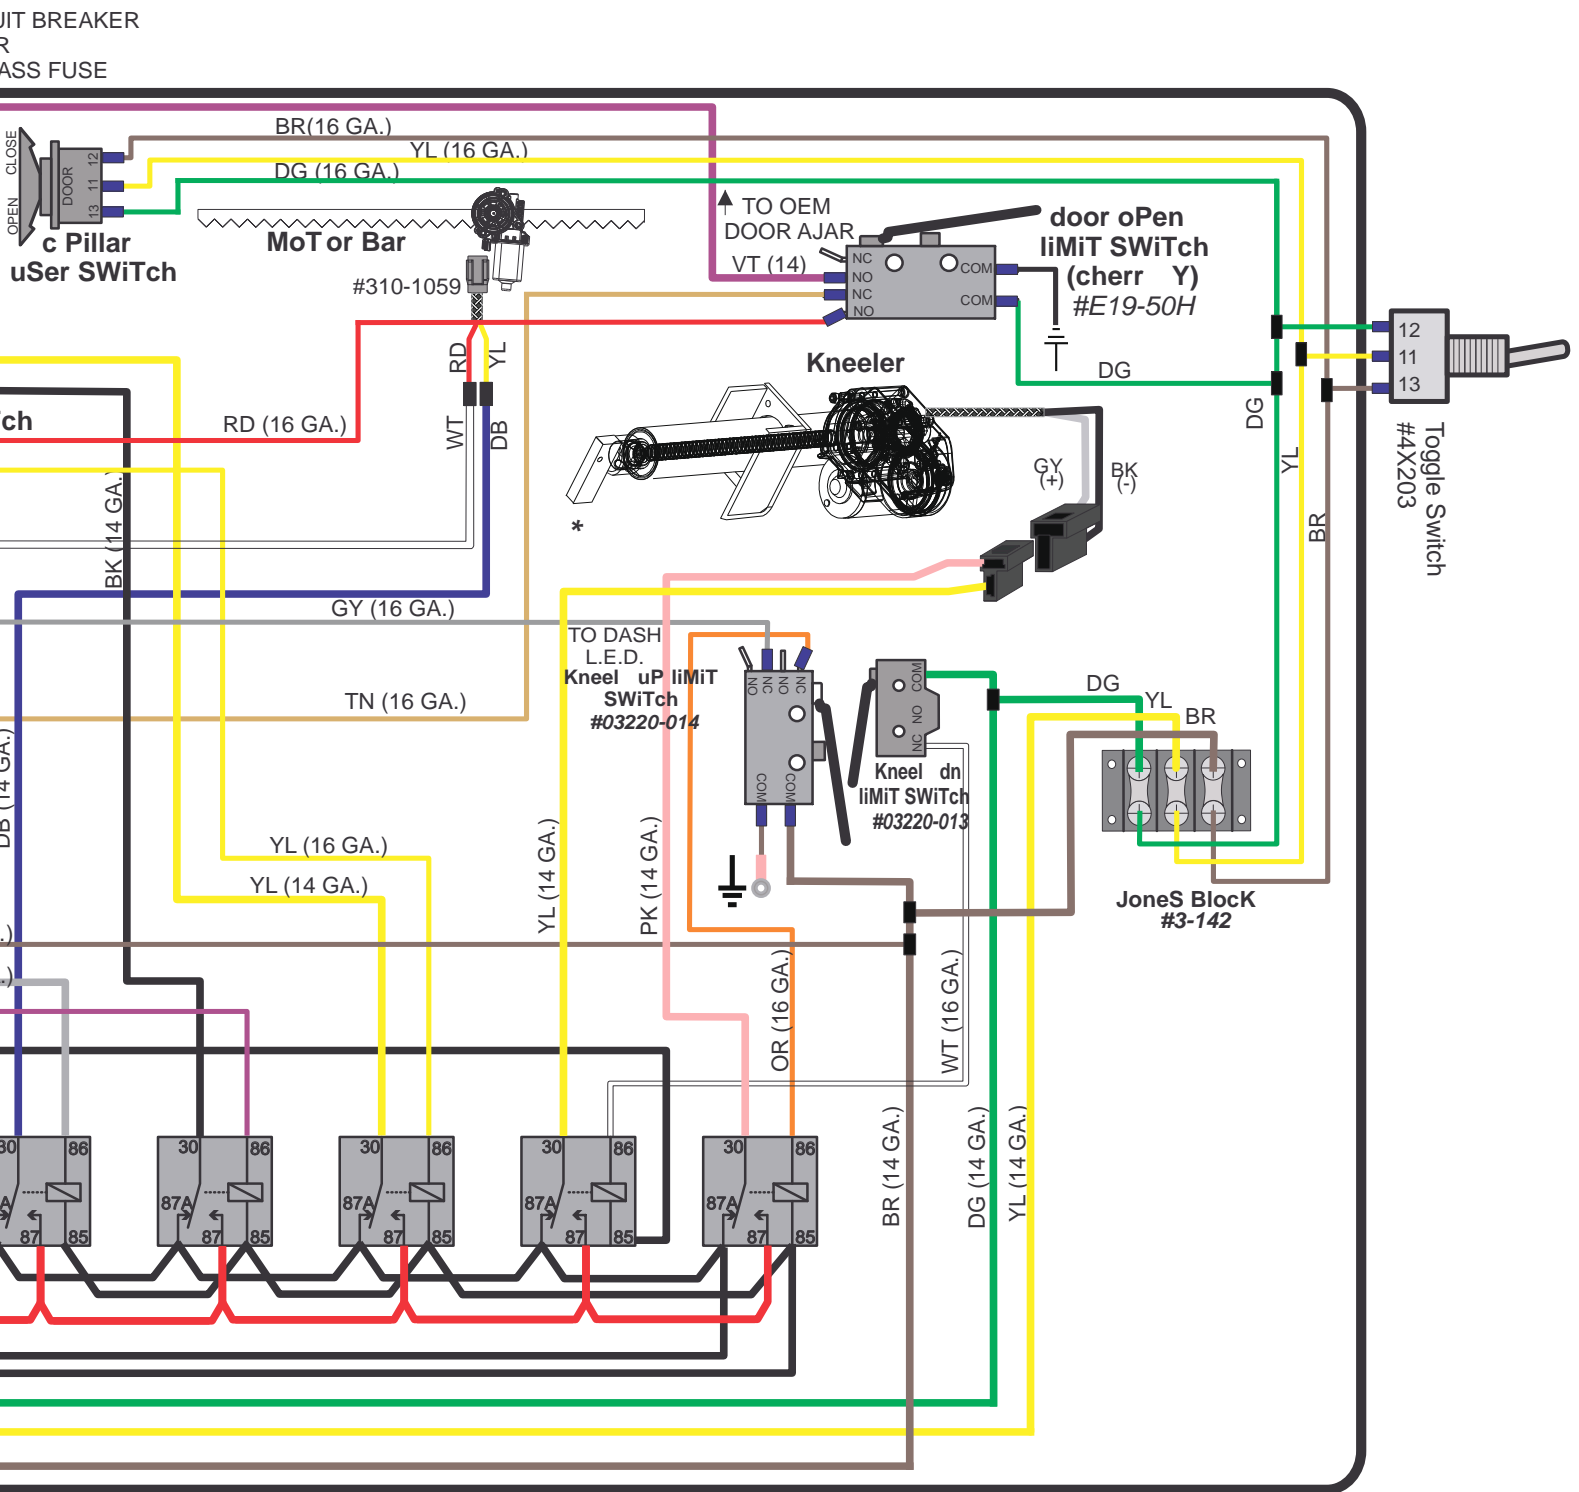 UIT BREAKER
R
ASS FUSE
BR(16 GA.)
YL (16 GA.)
DG (16 GA.)
CLOSE
OPEN
DOOR
12
11
13
c Pillar
uSer SWiTch
MoTor Bar
#310-1059
TO OEM
DOOR AJAR
VT (14)
NC
NO
NC
NO
COM
COM
door oPen
liMiT SWiTch
(cherr Y)
#E19-50H
12
11
13
Toggle Switch
#4X203
Kneeler
DG
DG
YL
BR
RD
YL
WT
DB
ch
RD (16 GA.)
BK (14 GA.)
GY
(+)
BK
(-)
*
GY (16 GA.)
TO DASH
L.E.D.
Kneel uP liMiT
SWiTch
#03220-014
NO
NC
NO
NC
COM
COM
COM
NO
NC
Kneel dn
liMiT SWiTch
#03220-013
TN (16 GA.)
DG
YL
BR
JoneS BlocK
#3-142
DB (14 GA.)
YL (16 GA.)
YL (14 GA.)
YL (14 GA.)
PK (14 GA.)
OR (16 GA.)
WT (16 GA.)
.)
.)
BR (14 GA.)
DG (14 GA.)
YL (14 GA.)
30
86
A
87
85
30
86
87A
87
85
30
86
87A
87
85
30
86
87A
87
85
30
86
87A
87
85